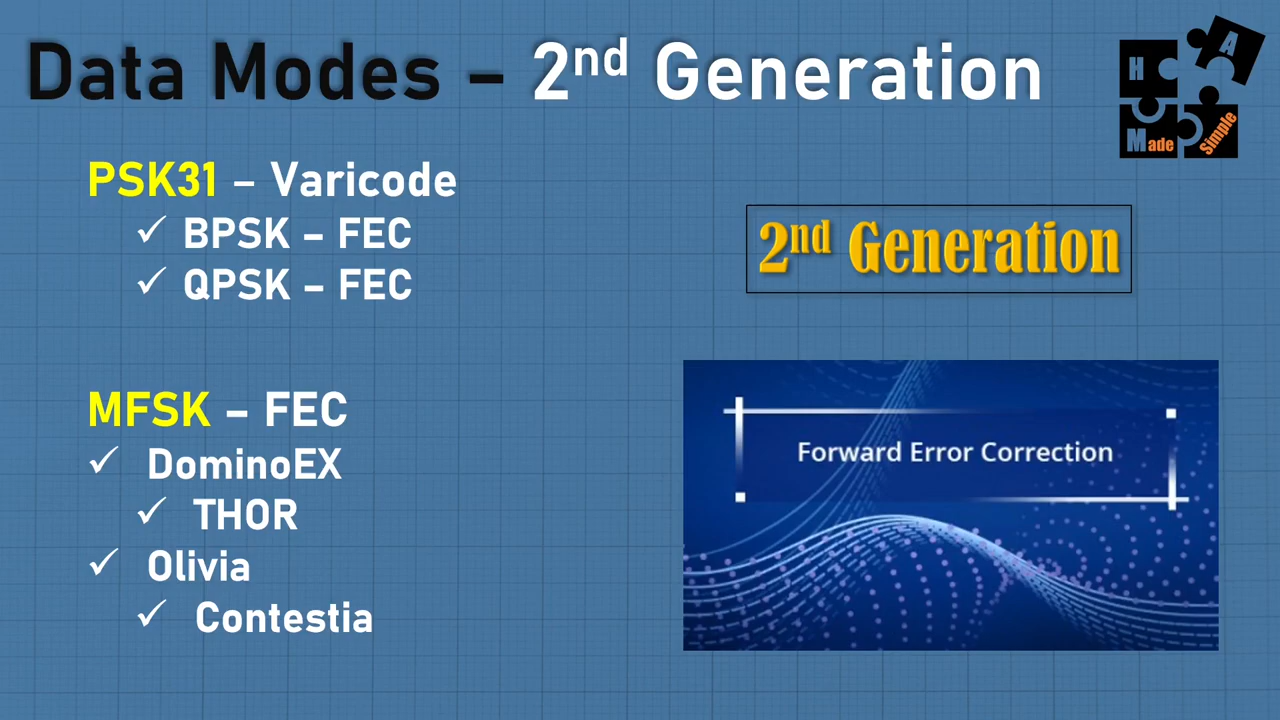 Data Modes – 2nd Generation
H A
Made Simple
PSK31 – Varicode
✓ BPSK – FEC
✓ QPSK – FEC
2nd Generation
MFSK – FEC
✓ DominoEX
✓ THOR
✓ Olivia
✓ Contestia
Forward Error Correction